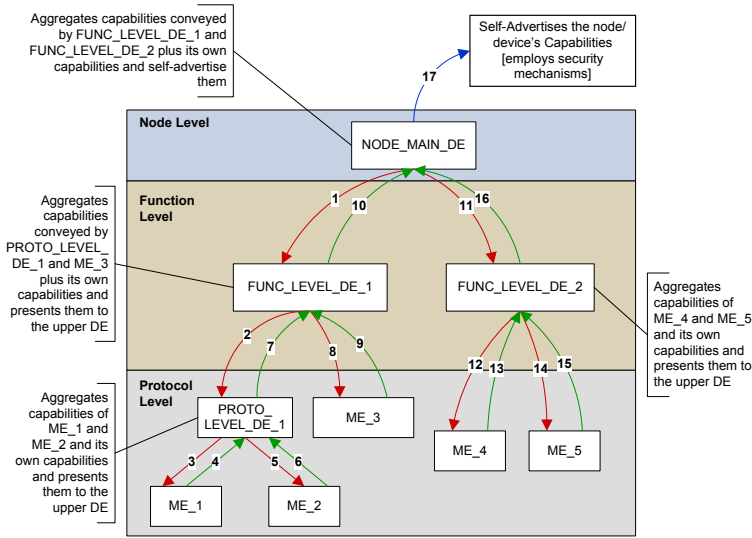 Aggregates capabilities conveyed
by FUNC_LEVEL_DE_1 and
FUNC_LEVEL_DE_2 plus its own
capabilities and self-advertise
them
Self-Advertises the node/
device's Capabilities
[employs security
mechanisms]
17
Node Level
NODE_MAIN_DE
Function
Level
1
10
11
16
Aggregates
capabilities
conveyed by
PROTO_LEVEL_
DE_1 and ME_3
plus its own
capabilities and
presents them to
the upper DE
FUNC_LEVEL_DE_1
FUNC_LEVEL_DE_2
Aggregates
capabilities of
ME_4 and ME_5
and its own
capabilities and
presents them to
the upper DE
2
7
8
9
12
13
14
15
Protocol
Level
Aggregates
capabilities of
ME_1 and
ME_2 and its
own capabilities
and presents
them to the
upper DE
PROTO_
LEVEL_DE_1
ME_3
ME_4
ME_5
3
4
5
6
ME_1
ME_2